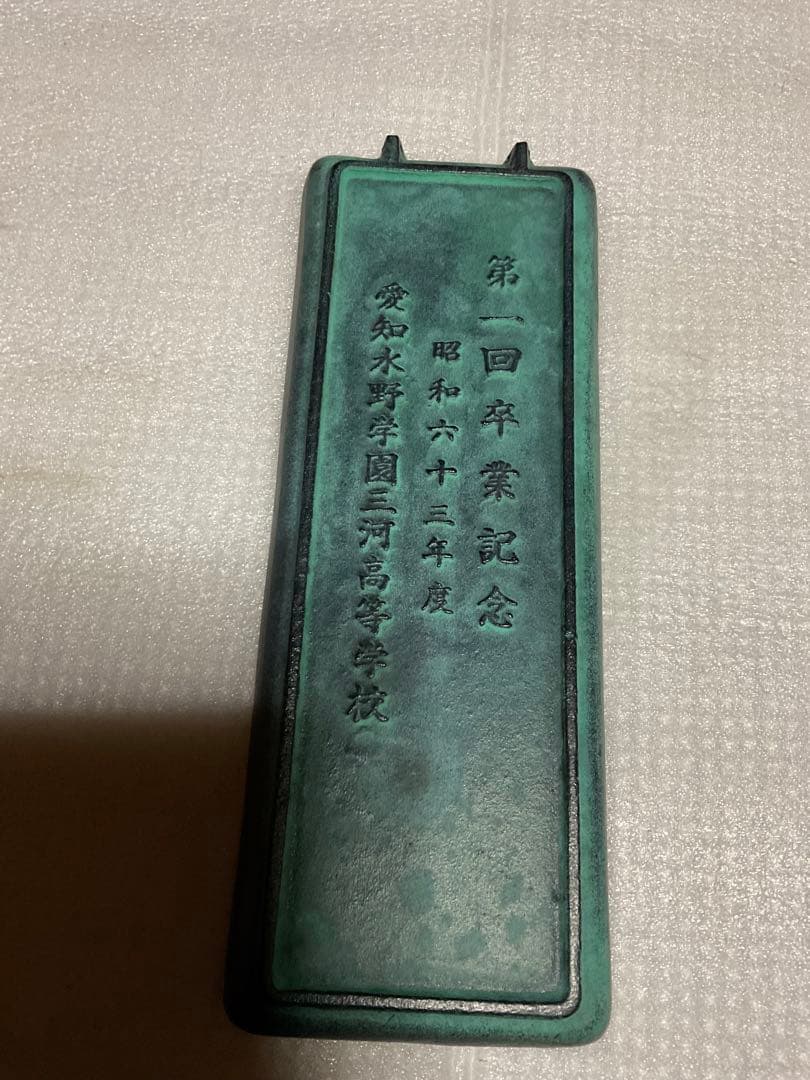 第一回卒業記念
昭和六十三年度
愛知水野学園三河高等学校